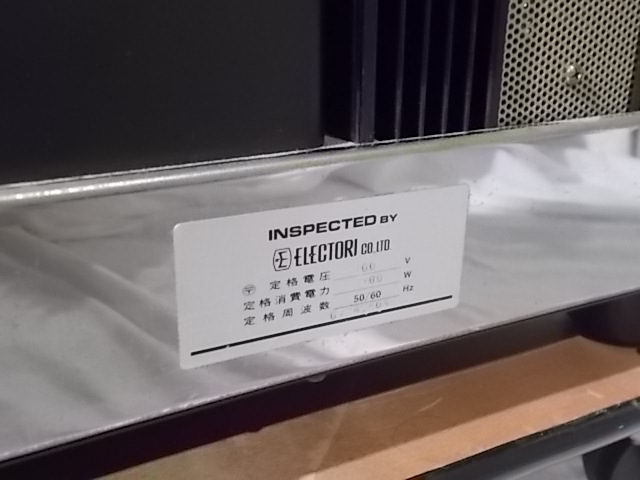 INSPECTED BY
E ELECTORI CO.,LTD.
〒 定格電圧 V
定格消費電力 W
定格周波数 50/60 Hz